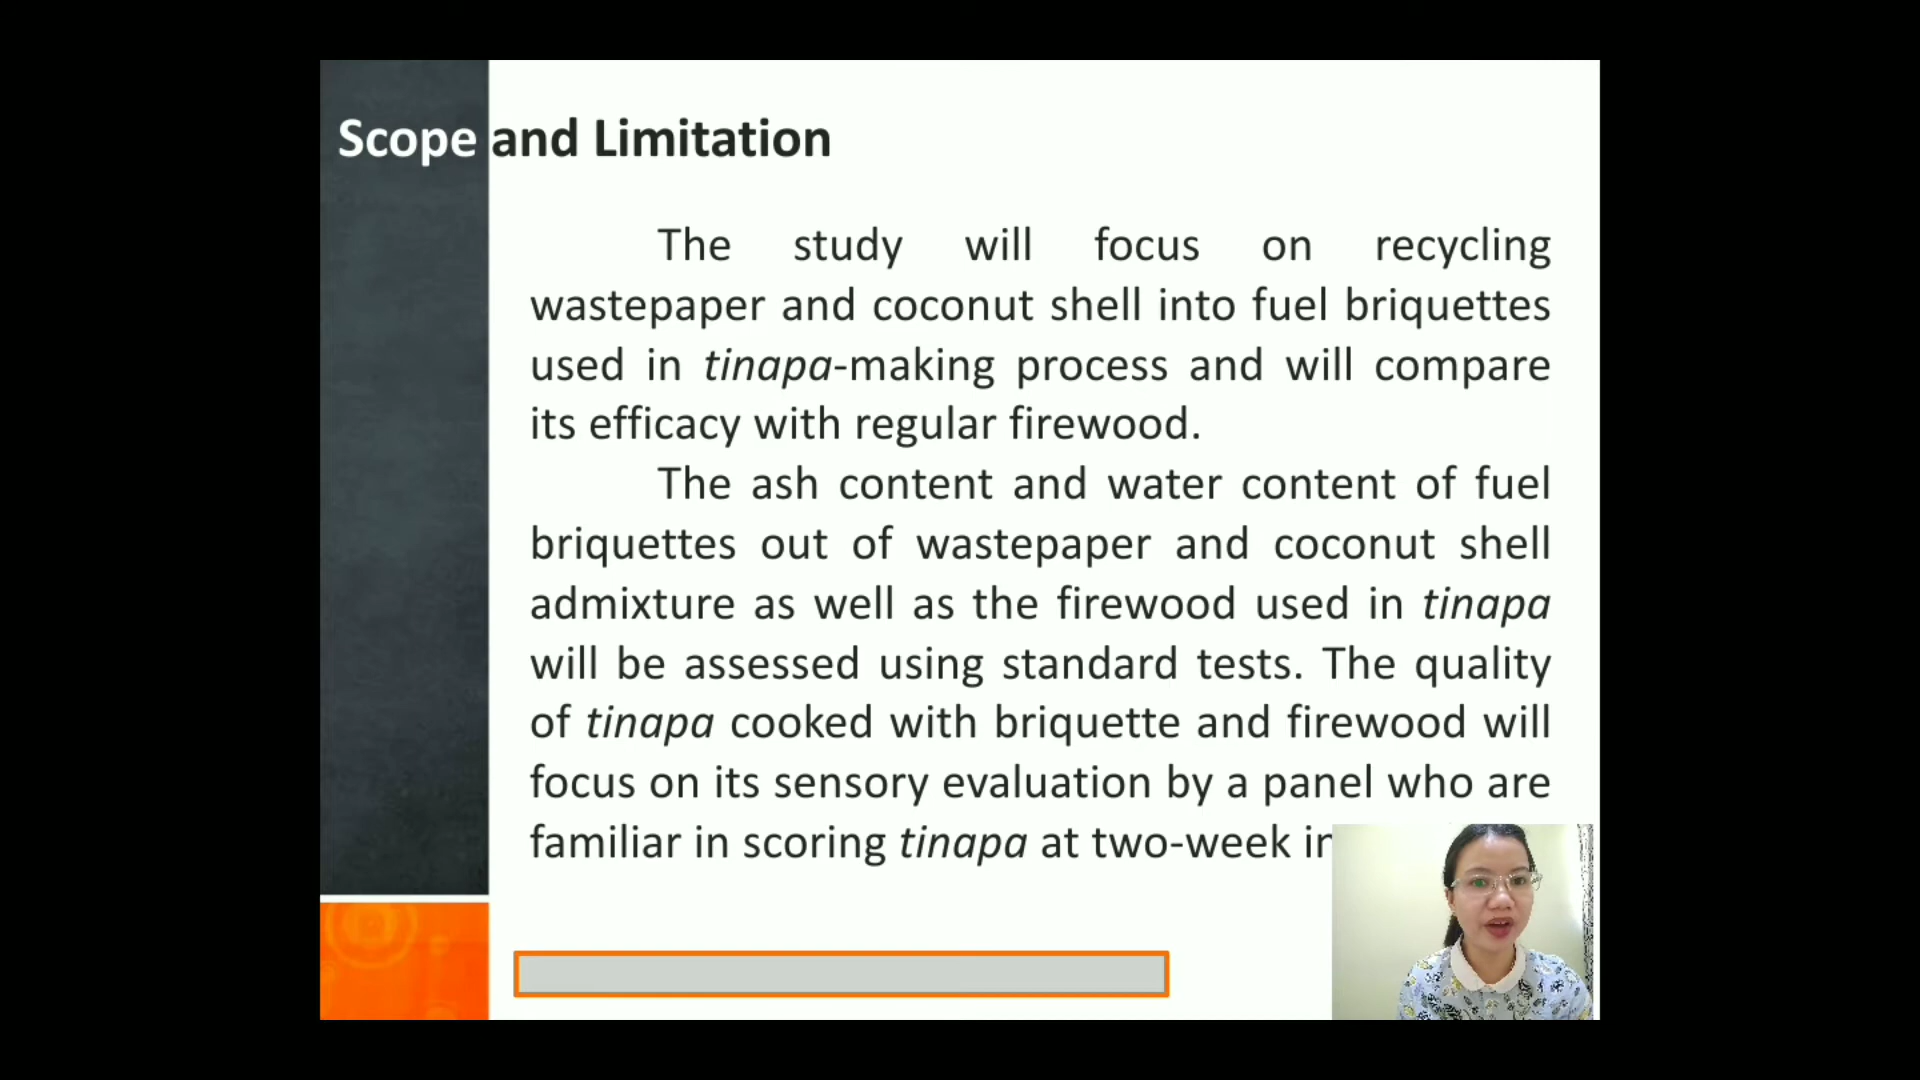 Scope and Limitation
The study will focus on recycling
wastepaper and coconut shell into fuel briquettes
used in tinapa-making process and will compare
its efficacy with regular firewood.
The ash content and water content of fuel
briquettes out of wastepaper and coconut shell
admixture as well as the firewood used in tinapa
will be assessed using standard tests. The quality
of tinapa cooked with briquette and firewood will
focus on its sensory evaluation by a panel who are
familiar in scoring tinapa at two-week